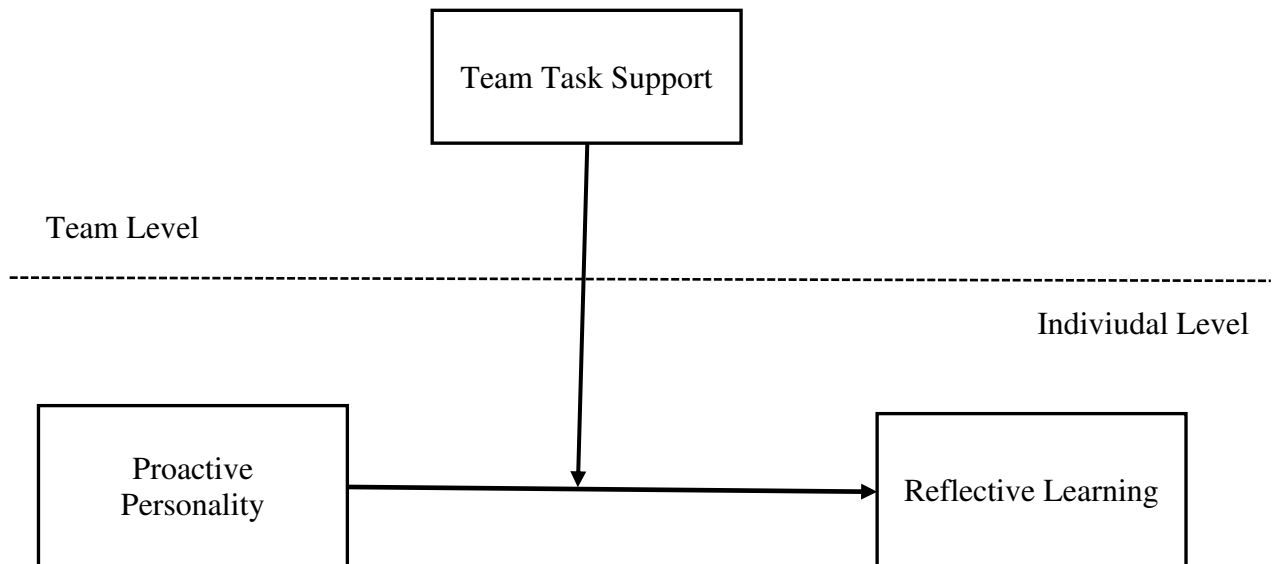 Team Task Support
Team Level
Indiviudal Level
Proactive
Personality
Reflective Learning